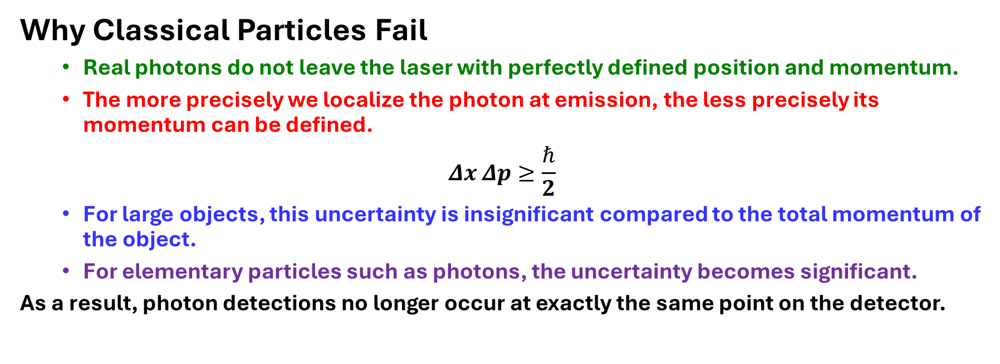 Why Classical Particles Fail
• Real photons do not leave the laser with perfectly defined position and momentum.
• The more precisely we localize the photon at emission, the less precisely its
momentum can be defined.
Δx Δp ≥ ℏ/2
• For large objects, this uncertainty is insignificant compared to the total momentum of
the object.
• For elementary particles such as photons, the uncertainty becomes significant.
As a result, photon detections no longer occur at exactly the same point on the detector.